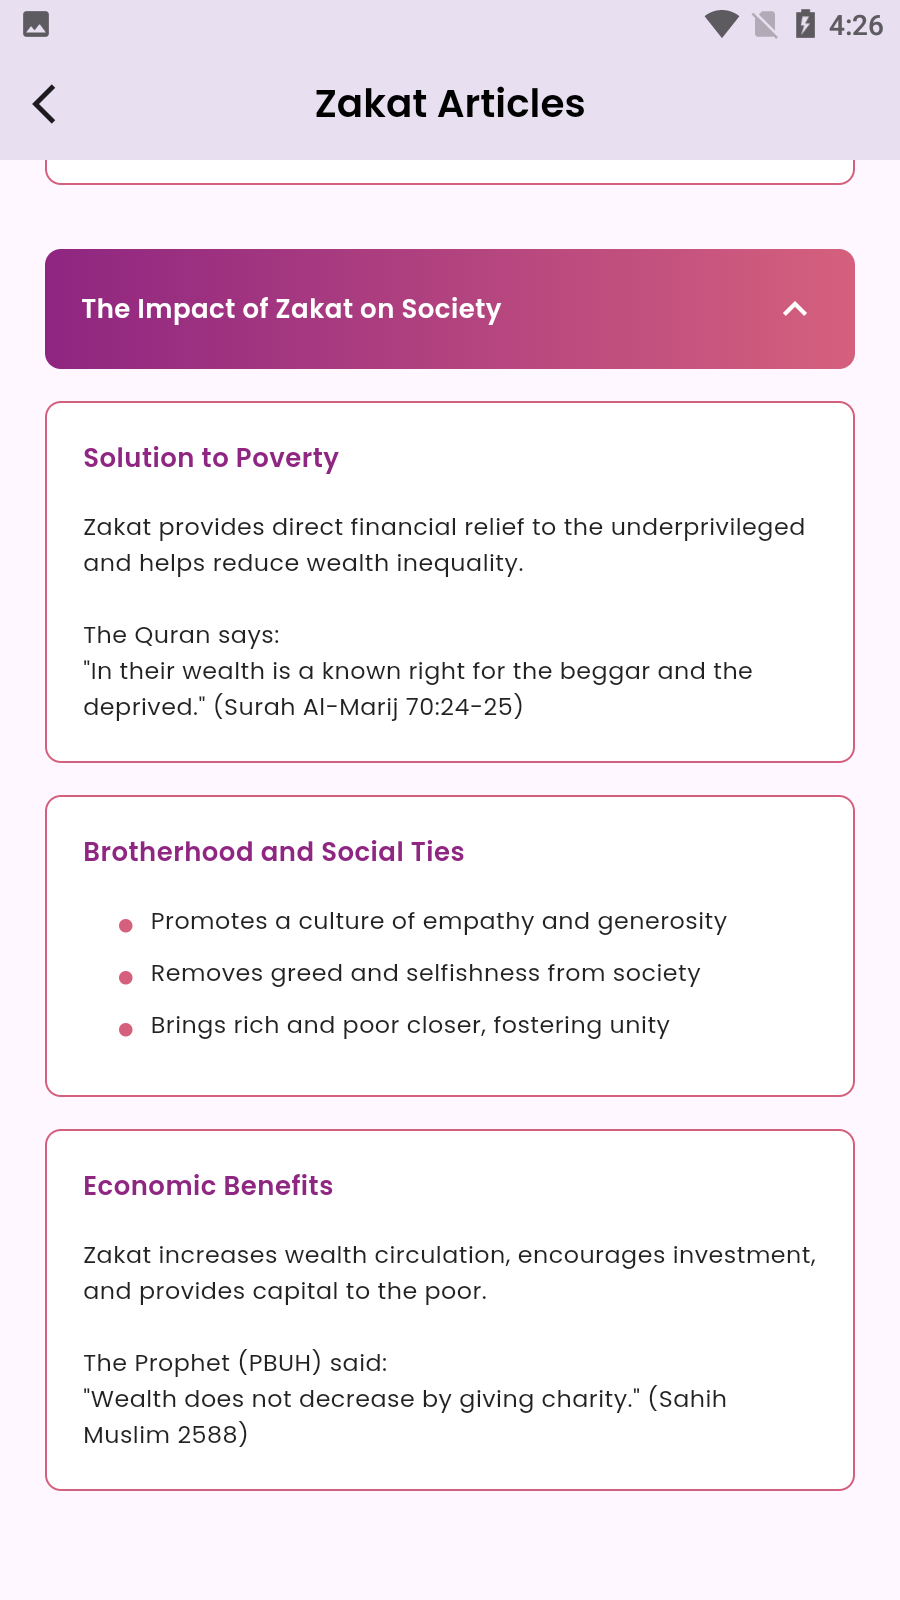 4:26
Zakat Articles
The Impact of Zakat on Society
Solution to Poverty
Zakat provides direct financial relief to the underprivileged
and helps reduce wealth inequality.
The Quran says:
"In their wealth is a known right for the beggar and the
deprived." (Surah Al-Marij 70:24-25)
Brotherhood and Social Ties
Promotes a culture of empathy and generosity
Removes greed and selfishness from society
Brings rich and poor closer, fostering unity
Economic Benefits
Zakat increases wealth circulation, encourages investment,
and provides capital to the poor.
The Prophet (PBUH) said:
"Wealth does not decrease by giving charity." (Sahih
Muslim 2588)